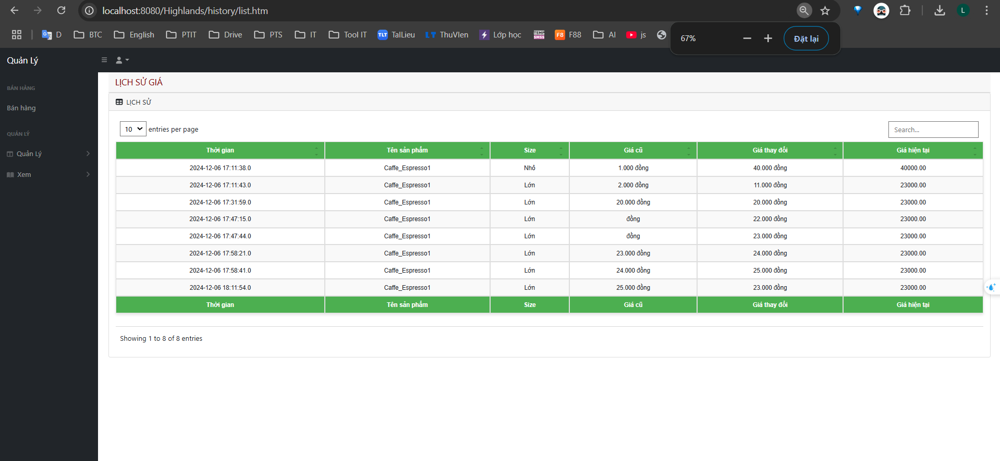 localhost:8080/Highlands/history/list.htm
L
D BTC English PTIT Drive PTS IT Tool IT TLT TaiLieu LT ThuVien Lớp học TEMP SMSS F8 F88 AI js
67% Đặt lại
Quản Lý
BÁN HÀNG
Bán hàng
QUẢN LÝ
Quản Lý
Xem
LỊCH SỬ GIÁ
LỊCH SỬ
10 entries per page Search...
Thời gian Tên sản phẩm Size Giá cũ Giá thay đổi Giá hiện tại
2024-12-06 17:11:38.0 Caffe_Espresso1 Nhỏ 1.000 đồng 40.000 đồng 40000.00
2024-12-06 17:11:43.0 Caffe_Espresso1 Lớn 2.000 đồng 11.000 đồng 23000.00
2024-12-06 17:31:59.0 Caffe_Espresso1 Lớn 20.000 đồng 20.000 đồng 23000.00
2024-12-06 17:47:15.0 Caffe_Espresso1 Lớn đồng 22.000 đồng 23000.00
2024-12-06 17:47:44.0 Caffe_Espresso1 Lớn đồng 23.000 đồng 23000.00
2024-12-06 17:58:21.0 Caffe_Espresso1 Lớn 23.000 đồng 24.000 đồng 23000.00
2024-12-06 17:58:41.0 Caffe_Espresso1 Lớn 24.000 đồng 25.000 đồng 23000.00
2024-12-06 18:11:54.0 Caffe_Espresso1 Lớn 25.000 đồng 23.000 đồng 23000.00
Thời gian Tên sản phẩm Size Giá cũ Giá thay đổi Giá hiện tại
Showing 1 to 8 of 8 entries